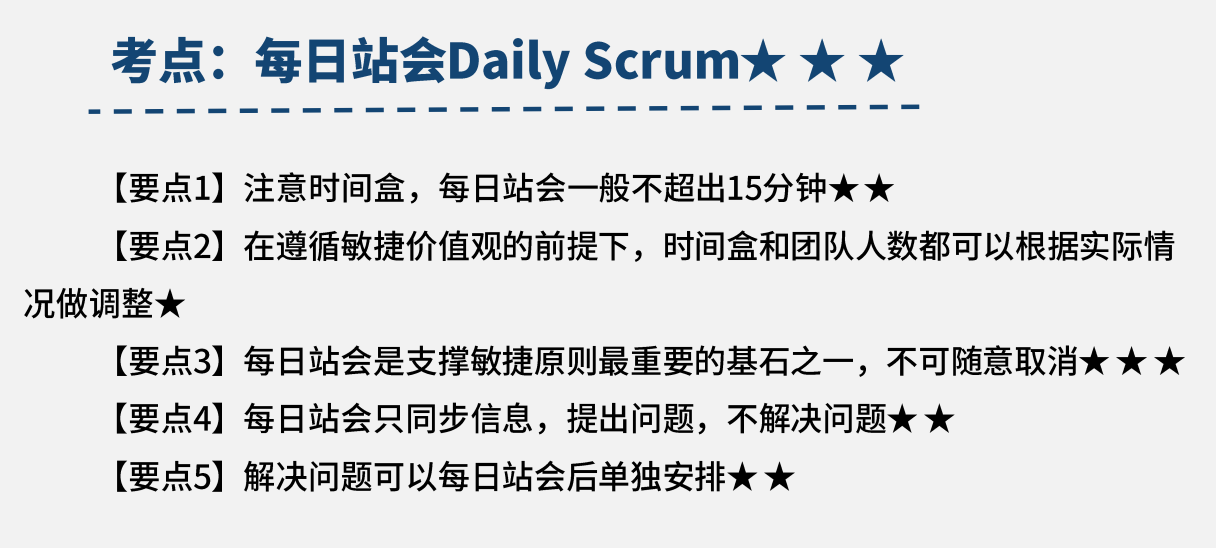 考点：每日站会Daily Scrum★ ★ ★
【要点1】注意时间盒，每日站会一般不超出15分钟★ ★
【要点2】在遵循敏捷价值观的前提下，时间盒和团队人数都可以根据实际情
况做调整★
【要点3】每日站会是支撑敏捷原则最重要的基石之一，不可随意取消★ ★ ★
【要点4】每日站会只同步信息，提出问题，不解决问题★ ★
【要点5】解决问题可以每日站会后单独安排★ ★